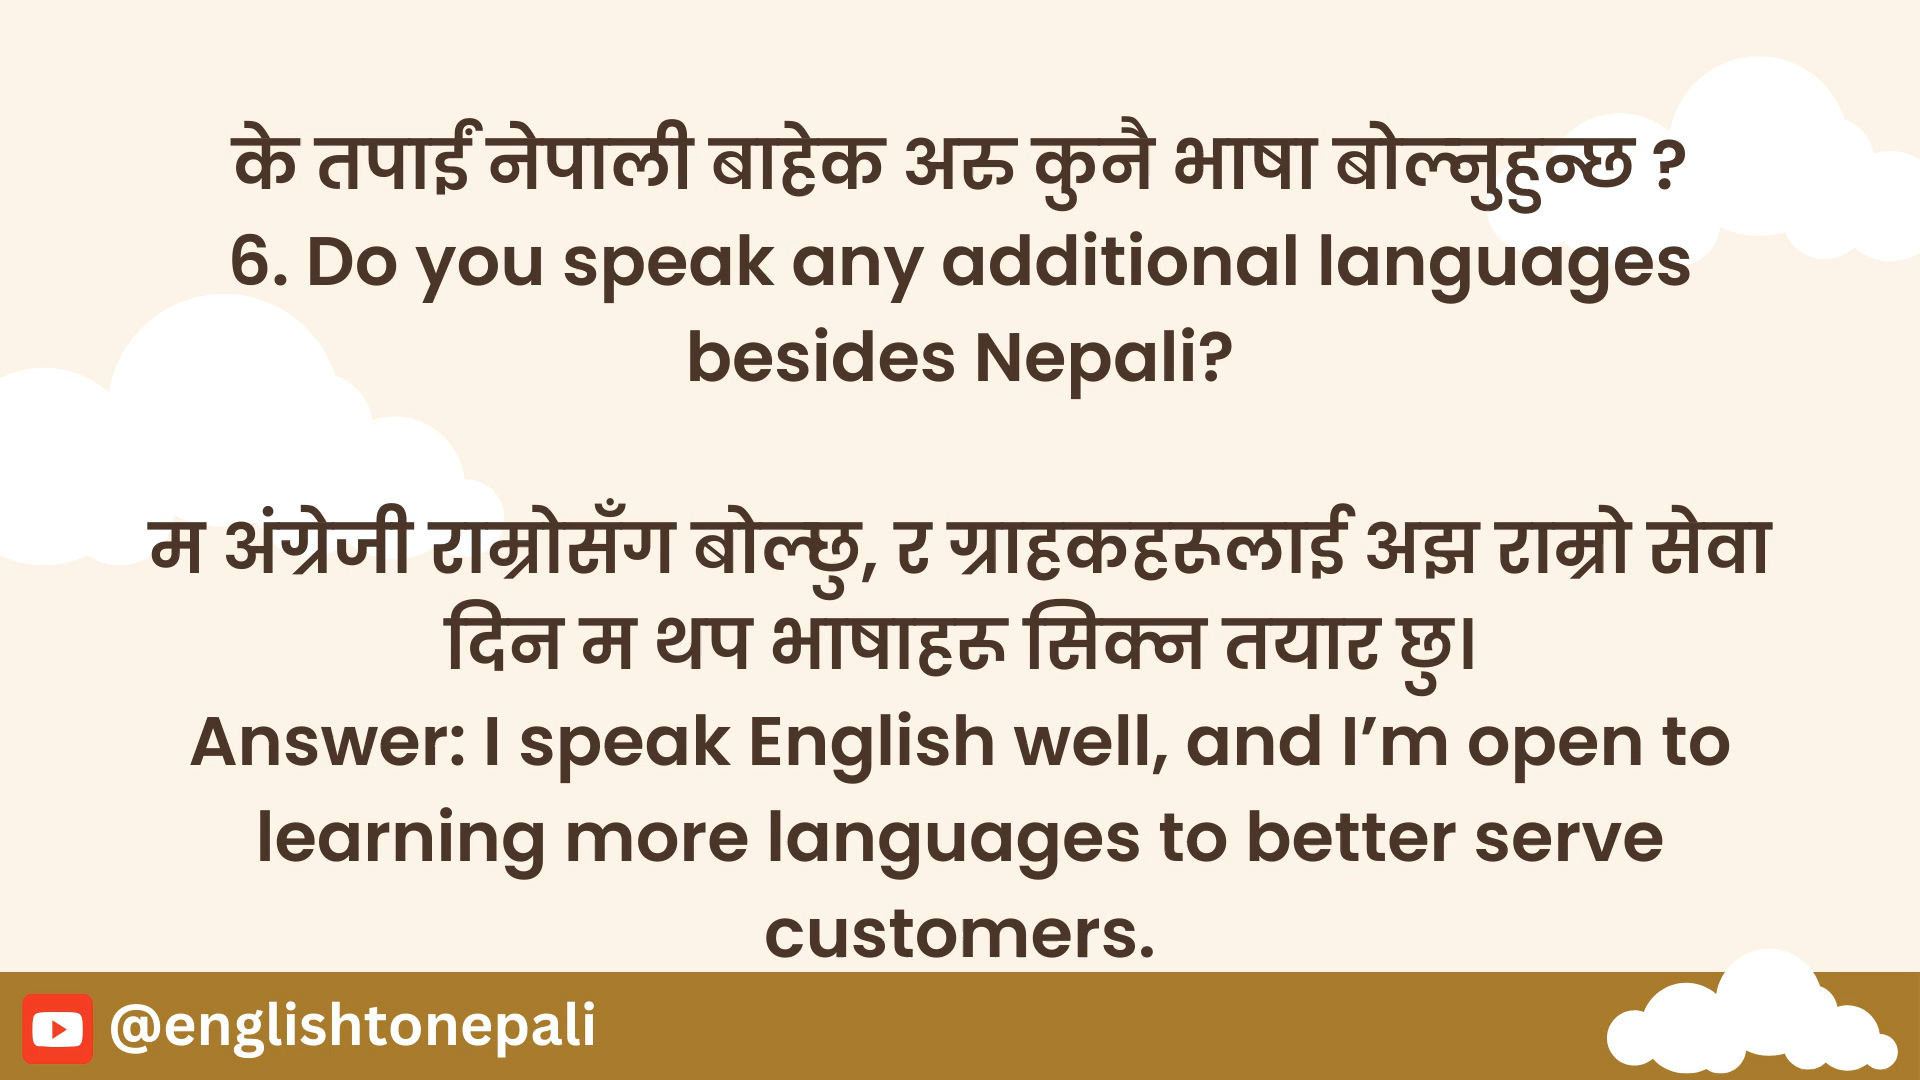 के तपाईं नेपाली बाहेक अरु कुनै भाषा बोल्नुहुन्छ ?
6. Do you speak any additional languages
besides Nepali?
म अंग्रेजी राम्रोसँग बोल्छु, र ग्राहकहरूलाई अझ राम्रो सेवा
दिन म थप भाषाहरू सिक्न तयार छु।
Answer: I speak English well, and I’m open to
learning more languages to better serve
customers.
@englishtonepali